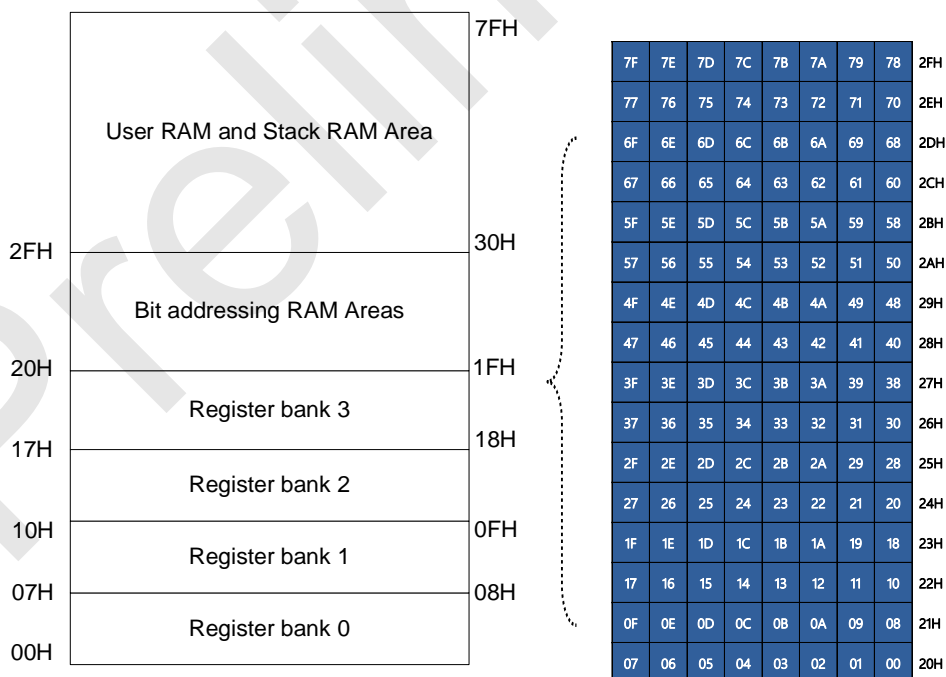 7FH
User RAM and Stack RAM Area
2FH
30H
Bit addressing RAM Areas
20H
1FH
Register bank 3
17H
18H
Register bank 2
10H
0FH
Register bank 1
07H
08H
Register bank 0
00H
7F 7E 7D 7C 7B 7A 79 78 2FH
77 76 75 74 73 72 71 70 2EH
6F 6E 6D 6C 6B 6A 69 68 2DH
67 66 65 64 63 62 61 60 2CH
5F 5E 5D 5C 5B 5A 59 58 2BH
57 56 55 54 53 52 51 50 2AH
4F 4E 4D 4C 4B 4A 49 48 29H
47 46 45 44 43 42 41 40 28H
3F 3E 3D 3C 3B 3A 39 38 27H
37 36 35 34 33 32 31 30 26H
2F 2E 2D 2C 2B 2A 29 28 25H
27 26 25 24 23 22 21 20 24H
1F 1E 1D 1C 1B 1A 19 18 23H
17 16 15 14 13 12 11 10 22H
0F 0E 0D 0C 0B 0A 09 08 21H
07 06 05 04 03 02 01 00 20H
Prelin